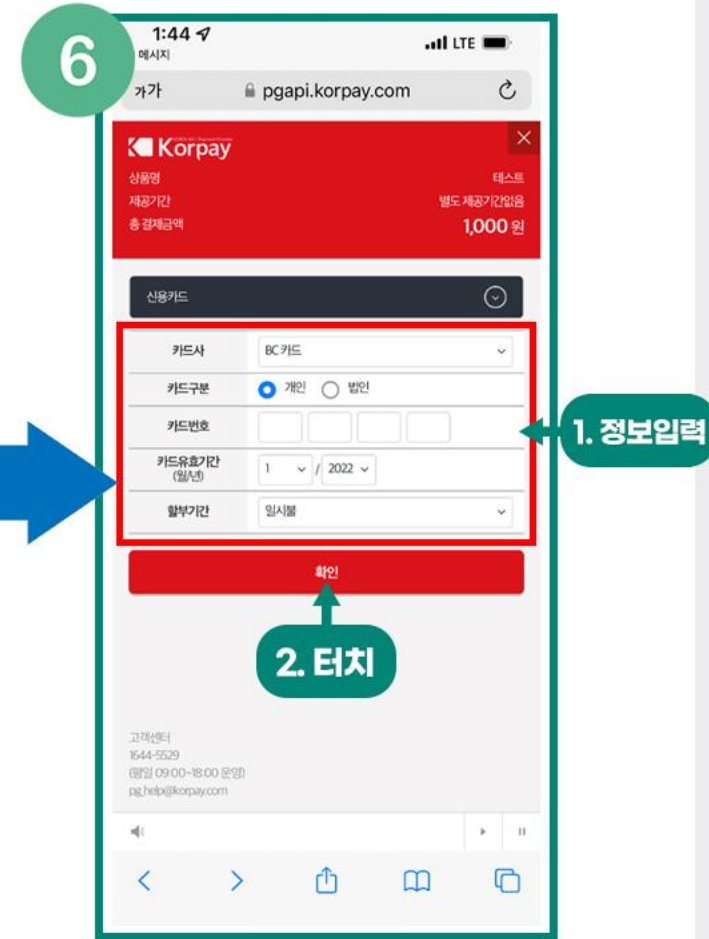 6
1:44
메시지
LTE
가가
pgapi.korpay.com
Korpay
상품명 테스트
제공기간 별도 제공기간없음
총 결제금액 1,000 원
신용카드
카드사 BC 카드
카드구분 개인 법인
카드번호
카드유효기간
(월/년) 1 / 2022
할부기간 일시불
1. 정보입력
확인
2. 터치
고객센터
1644-5529
(평일 09:00~18:00 운영)
pg_help@korpay.com